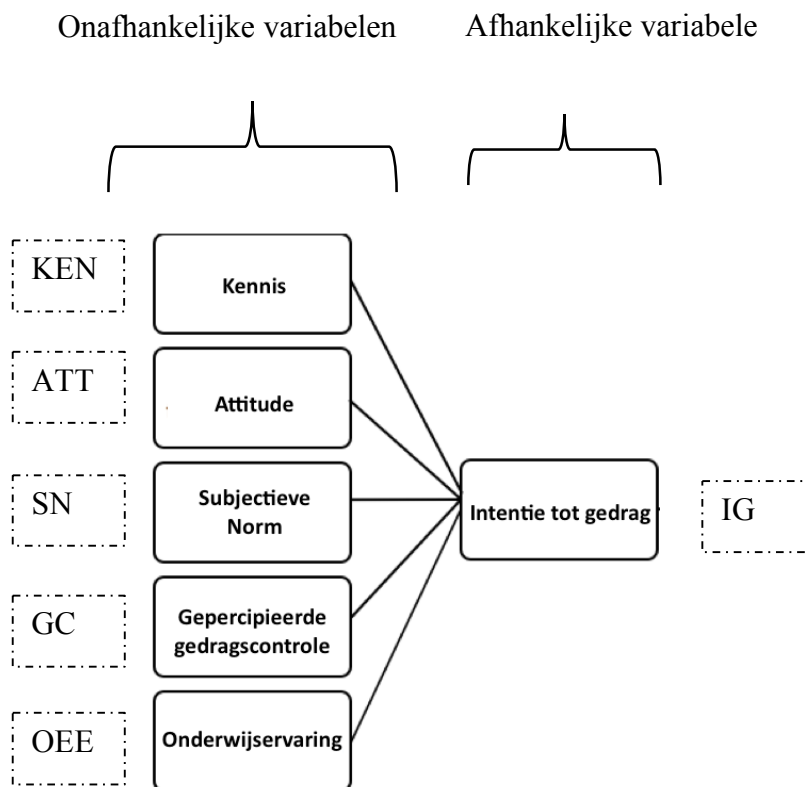 Onafhankelijke variabelen
Afhankelijke variabele
KEN
Kennis
ATT
Attitude
SN
Subjectieve
Norm
Intentie tot gedrag
IG
GC
Gepercipieerde
gedragscontrole
OEE
Onderwijservaring